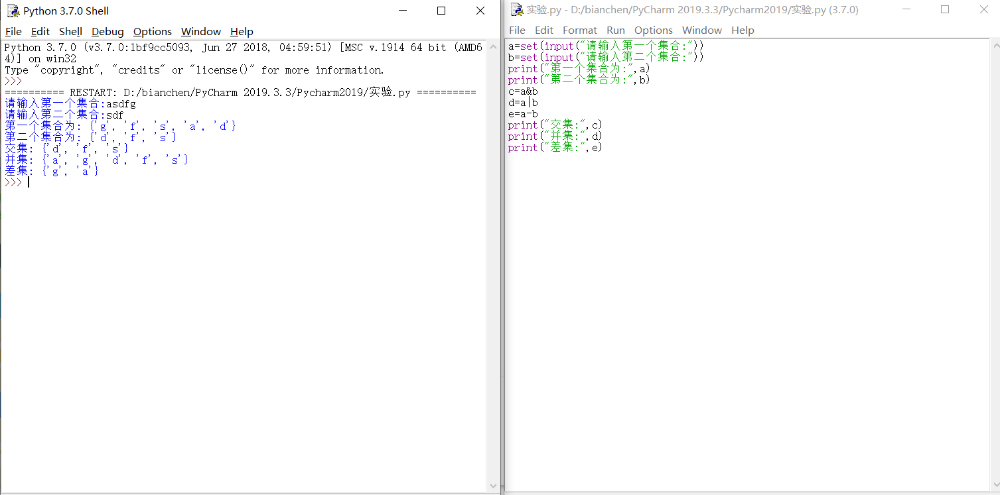 Python 3.7.0 Shell
File Edit Shell Debug Options Window Help
Python 3.7.0 (v3.7.0:1bf9cc5093, Jun 27 2018, 04:59:51) [MSC v.1914 64 bit (AMD6
4)] on win32
Type "copyright", "credits" or "license()" for more information.
>>>
========== RESTART: D:/bianchen/PyCharm 2019.3.3/Pycharm2019/实验.py ==========
请输入第一个集合:asdfg
请输入第二个集合:sdf
第一个集合为: {'g', 'f', 's', 'a', 'd'}
第二个集合为: {'d', 'f', 's'}
交集: {'d', 'f', 's'}
并集: {'a', 'g', 'd', 'f', 's'}
差集: {'g', 'a'}
>>>
实验.py - D:/bianchen/PyCharm 2019.3.3/Pycharm2019/实验.py (3.7.0)
File Edit Format Run Options Window Help
a=set(input("请输入第一个集合:"))
b=set(input("请输入第二个集合:"))
print("第一个集合为:",a)
print("第二个集合为:",b)
c=a&b
d=a|b
e=a-b
print("交集:",c)
print("并集:",d)
print("差集:",e)